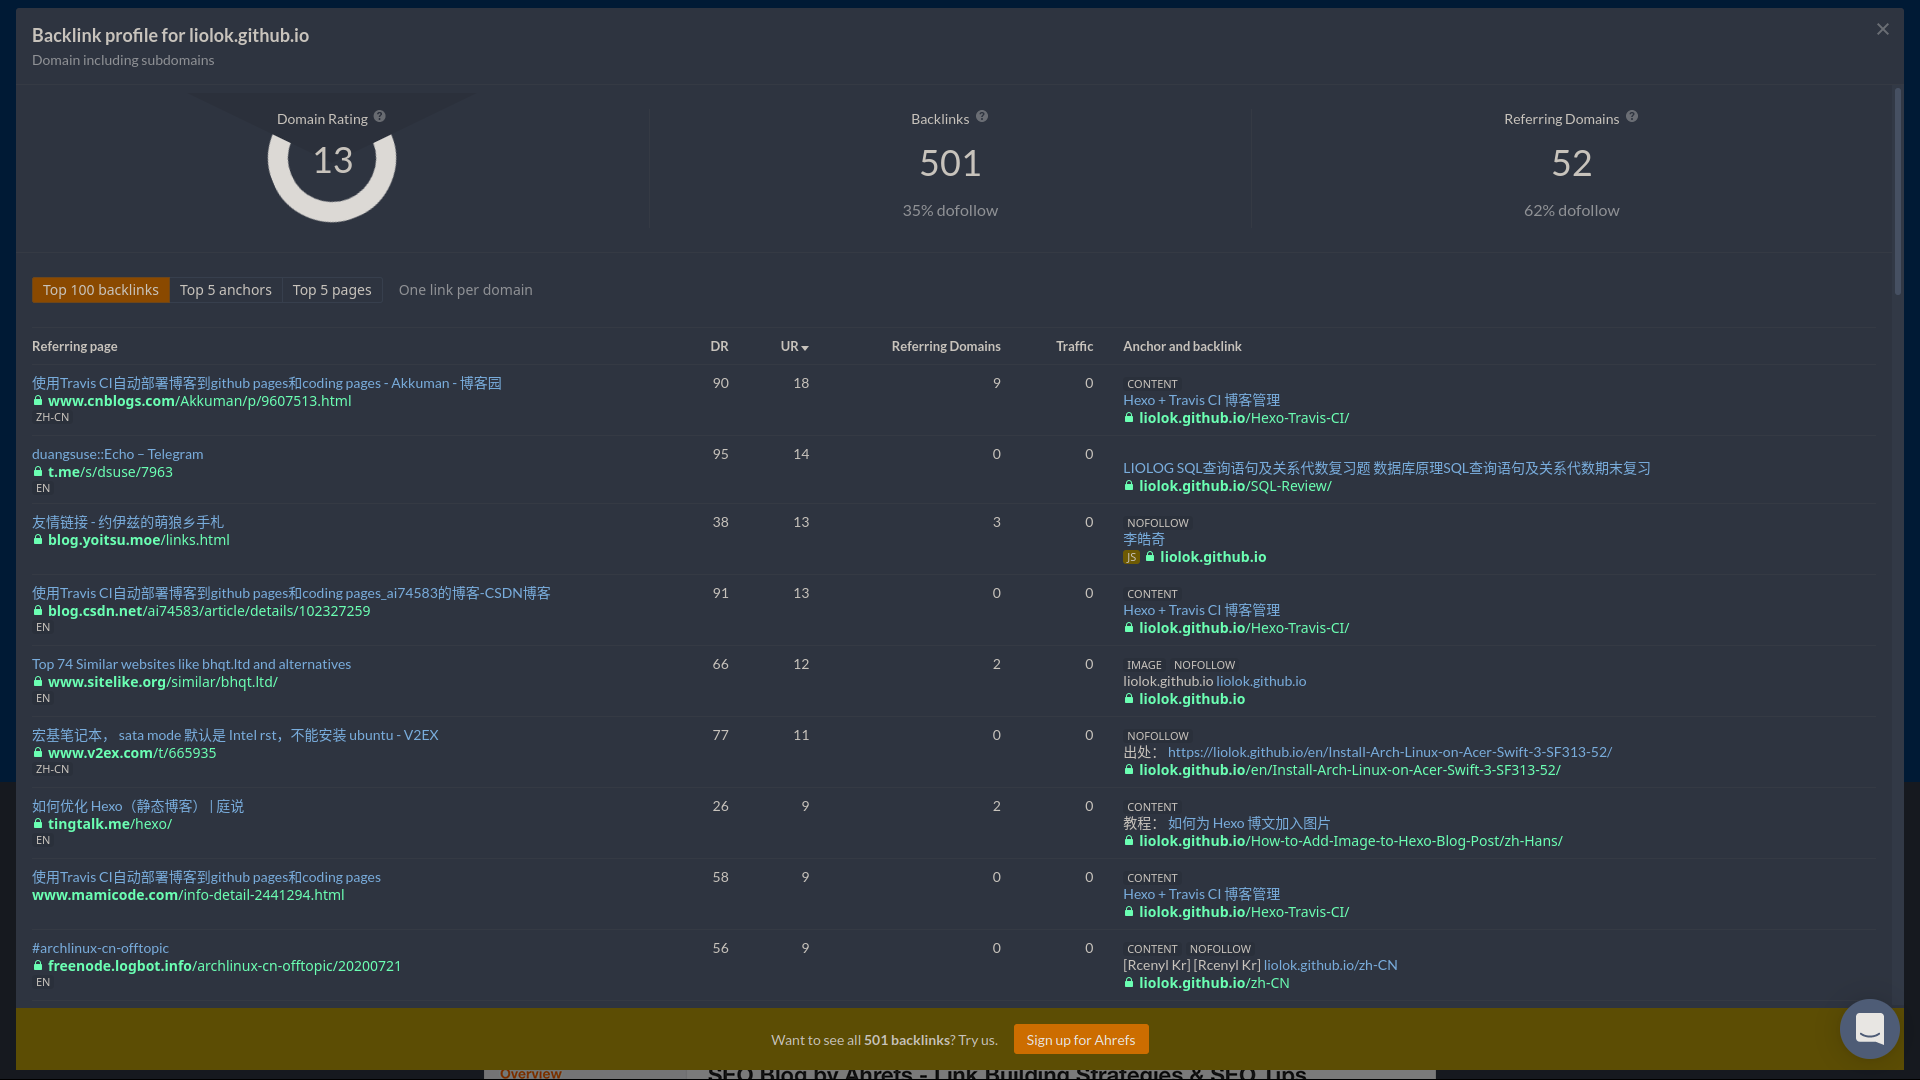 Backlink profile for liolok.github.io
Domain including subdomains
Domain Rating ?
13
Backlinks ?
501
35% dofollow
Referring Domains ?
52
62% dofollow
Top 100 backlinks Top 5 anchors Top 5 pages One link per domain
Referring page DR UR Referring Domains Traffic Anchor and backlink
使用Travis CI自动部署博客到github pages和coding pages - Akkuman - 博客园 90 18 9 0 CONTENT
www.cnblogs.com/Akkuman/p/9607513.html Hexo + Travis CI 博客管理
ZH-CN liolok.github.io/Hexo-Travis-CI/
duangsuse::Echo – Telegram 95 14 0 0
t.me/s/dsuse/7963 LIOLOG SQL查询语句及关系代数复习题 数据库原理SQL查询语句及关系代数期末复习
EN liolok.github.io/SQL-Review/
友情链接 - 约伊兹的萌狼乡手札 38 13 3 0 NOFOLLOW
blog.yoitsu.moe/links.html 李皓奇
JS liolok.github.io
使用Travis CI自动部署博客到github pages和coding pages_ai74583的博客-CSDN博客 91 13 0 0 CONTENT
blog.csdn.net/ai74583/article/details/102327259 Hexo + Travis CI 博客管理
EN liolok.github.io/Hexo-Travis-CI/
Top 74 Similar websites like bhqt.ltd and alternatives 66 12 2 0 IMAGE NOFOLLOW
www.sitelike.org/similar/bhqt.ltd/ liolok.github.io liolok.github.io
EN liolok.github.io
宏基笔记本， sata mode 默认是 Intel rst，不能安装 ubuntu - V2EX 77 11 0 0 NOFOLLOW
www.v2ex.com/t/665935 出处： https://liolok.github.io/en/Install-Arch-Linux-on-Acer-Swift-3-SF313-52/
ZH-CN liolok.github.io/en/Install-Arch-Linux-on-Acer-Swift-3-SF313-52/
如何优化 Hexo（静态博客） | 庭说 26 9 2 0 CONTENT
tingtalk.me/hexo/ 教程： 如何为 Hexo 博文加入图片
EN liolok.github.io/How-to-Add-Image-to-Hexo-Blog-Post/zh-Hans/
使用Travis CI自动部署博客到github pages和coding pages 58 9 0 0 CONTENT
www.mamicode.com/info-detail-2441294.html Hexo + Travis CI 博客管理
liolok.github.io/Hexo-Travis-CI/
#archlinux-cn-offtopic 56 9 0 0 CONTENT NOFOLLOW
freenode.logbot.info/archlinux-cn-offtopic/20200721 [Rcenyl Kr] [Rcenyl Kr] liolok.github.io/zh-CN
EN liolok.github.io/zh-CN
Want to see all 501 backlinks? Try us. Sign up for Ahrefs
Overview SEO Blog by Ahrefs - Link Building Strategies & SEO Tips